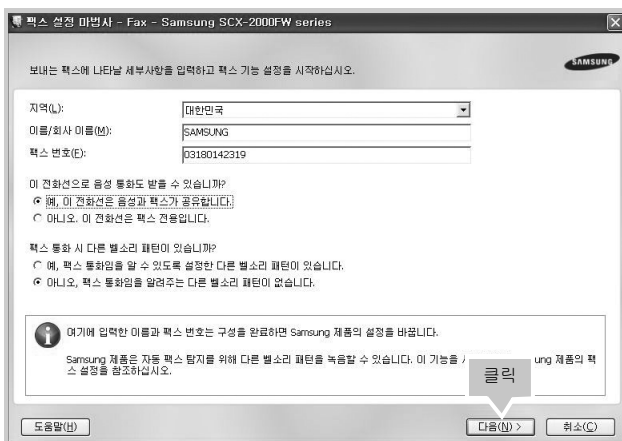 팩스 설정 마법사 - Fax - Samsung SCX-2000FW series
보내는 팩스에 나타날 세부사항을 입력하고 팩스 기능 설정을 시작하십시오.
SAMSUNG
지역(L): 대한민국
이름/회사 이름(M): SAMSUNG
팩스 번호(F): 03180142319
이 전화선으로 음성 통화도 받을 수 있습니까?
예, 이 전화선은 음성과 팩스가 공유합니다.
아니오. 이 전화선은 팩스 전용입니다.
팩스 통화 시 다른 벨소리 패턴이 있습니까?
예, 팩스 통화임을 알 수 있도록 설정한 다른 벨소리 패턴이 있습니다.
아니오, 팩스 통화임을 알려주는 다른 벨소리 패턴이 없습니다.
여기에 입력한 이름과 팩스 번호는 구성을 완료하면 Samsung 제품의 설정을 바꿉니다.
Samsung 제품은 자동 팩스 탐지를 위해 다른 벨소리 패턴을 녹음할 수 있습니다. 이 기능을 ung 제품의 팩
스 설정을 참조하십시오.
클릭
도움말(H) 다음(N) > 취소(C)